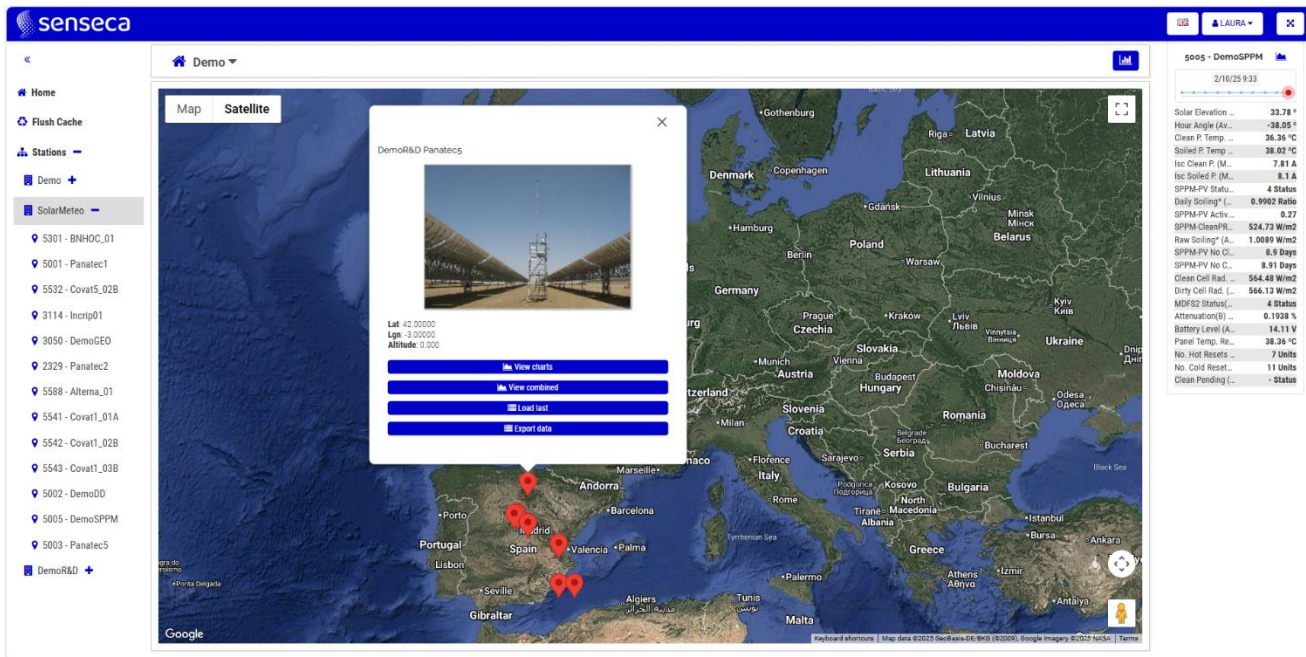 senseca
LAURA
«
Home
Flush Cache
Stations
Demo
SolarMeteo
5301 - BNHOC_01
5001 - Panatec1
5532 - Covat5_02B
3114 - Incrip01
3050 - DemoGEO
2329 - Panatec2
5588 - Alterna_01
5541 - Covat1_01A
5542 - Covat1_02B
5543 - Covat1_03B
5002 - DemoDD
5005 - DemoSPPM
5003 - Panatec5
DemoR&D
Demo
Map Satellite
DemoR&D Panatec5
Lat: 42.00000
Lgn: -3.00000
Altitude: 0.000
View charts
View combined
Load last
Export data
Gothenburg
Riga
Latvia
Denmark
Copenhagen
Lithuania
Vilnius
Gdańsk
Minsk
Мінск
Belarus
Hamburg
Poland
Berlin
Warsaw
Germany
Kyiv
Київ
Prague
Czechia
Kraków
Lviv
Львів
Vinnytsia
Вінниця
Ukraine
Slovakia
Munich
Vienna
Austria
Budapest
Hungary
Moldova
Chișinău
Odesa
Одеса
Slovenia
Milan
Croatia
Romania
Belgrade
Београд
Bucharest
Serbia
Florence
Sarajevo
Italy
Black Sea
Marseille
Andorra
Podgorica
Подгорица
Kosovo
Bulgaria
Rome
North
Macedonia
Tiranë
Albania
Istanbul
Porto
Barcelona
Madrid
Bursa
Ankara
Tyrrhenian Sea
Portugal
Spain
Valencia
Palma
Greece
Lisbon
Athens
Αθήνα
İzmir
Ponta Delgada
Seville
Palermo
Algiers
مدينة الجزائر
Tunis
تونس
Antalya
Gibraltar
Malta
Google
Keyboard shortcuts
Map data ©2025 GeoBasis-DE/BKG (©2009), Google Imagery ©2025 NASA
Terms
5005 - DemoSPPM
2/10/25 9:33
Solar Elevation ... 33.78 º
Hour Angle (Av... -38.05 º
Clean P. Temp. ... 36.36 ºC
Soiled P. Temp ... 38.02 ºC
Isc Clean P. (M... 7.81 A
Isc Soiled P. (M... 8.1 A
SPPM-PV Statu... 4 Status
Daily Soiling* (... 0.9902 Ratio
SPPM-PV Activ... 0.27
SPPM-CleanPR... 524.73 W/m2
Raw Soiling* (A... 1.0089 W/m2
SPPM-PV No Cl... 8.9 Days
SPPM-PV No C... 8.91 Days
Clean Cell Rad. ... 564.48 W/m2
Dirty Cell Rad. (... 566.13 W/m2
MDFS2 Status(... 4 Status
Attenuation(B) ... 0.1938 %
Battery Level (A... 14.11 V
Panel Temp. Re... 38.36 ºC
No. Hot Resets ... 7 Units
No. Cold Reset... 11 Units
Clean Pending (... - Status